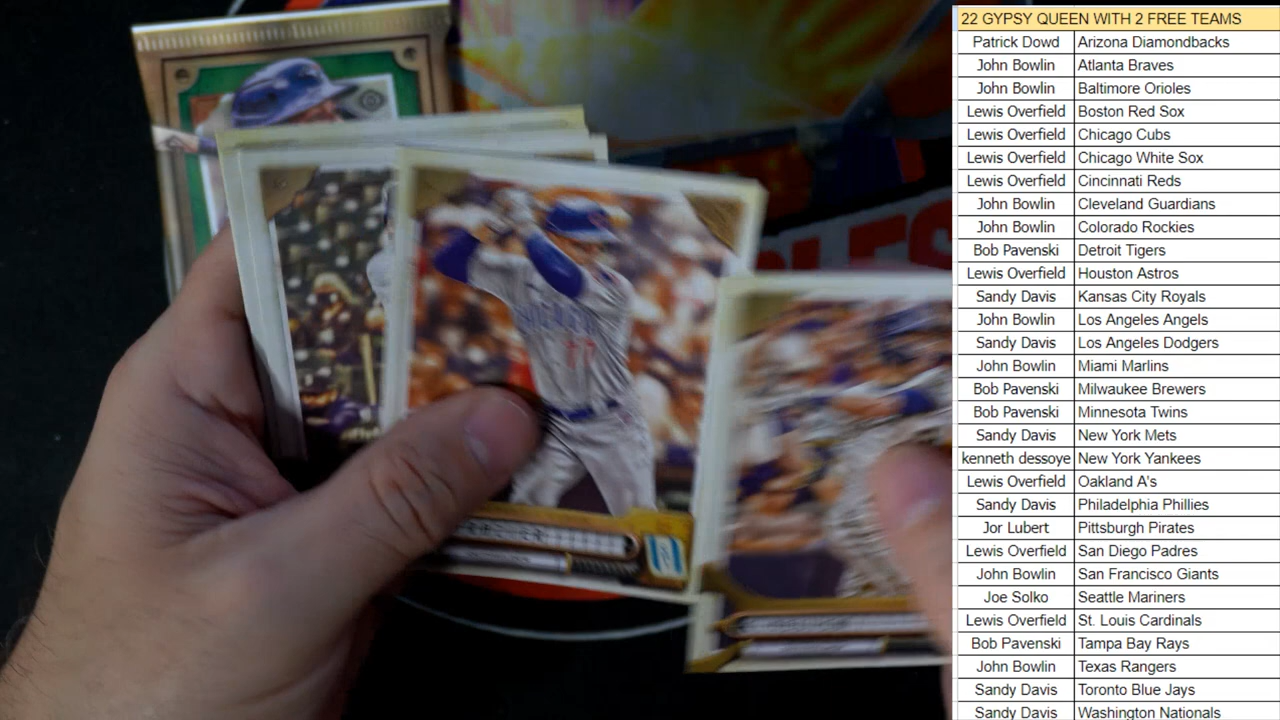 22 GYPSY QUEEN WITH 2 FREE TEAMS
Patrick Dowd Arizona Diamondbacks
John Bowlin Atlanta Braves
John Bowlin Baltimore Orioles
Lewis Overfield Boston Red Sox
Lewis Overfield Chicago Cubs
Lewis Overfield Chicago White Sox
Lewis Overfield Cincinnati Reds
John Bowlin Cleveland Guardians
John Bowlin Colorado Rockies
Bob Pavenski Detroit Tigers
Lewis Overfield Houston Astros
Sandy Davis Kansas City Royals
John Bowlin Los Angeles Angels
Sandy Davis Los Angeles Dodgers
John Bowlin Miami Marlins
Bob Pavenski Milwaukee Brewers
Bob Pavenski Minnesota Twins
Sandy Davis New York Mets
kenneth dessoye New York Yankees
Lewis Overfield Oakland A's
Sandy Davis Philadelphia Phillies
Jor Lubert Pittsburgh Pirates
Lewis Overfield San Diego Padres
John Bowlin San Francisco Giants
Joe Solko Seattle Mariners
Lewis Overfield St. Louis Cardinals
Bob Pavenski Tampa Bay Rays
John Bowlin Texas Rangers
Sandy Davis Toronto Blue Jays
Sandy Davis Washington Nationals